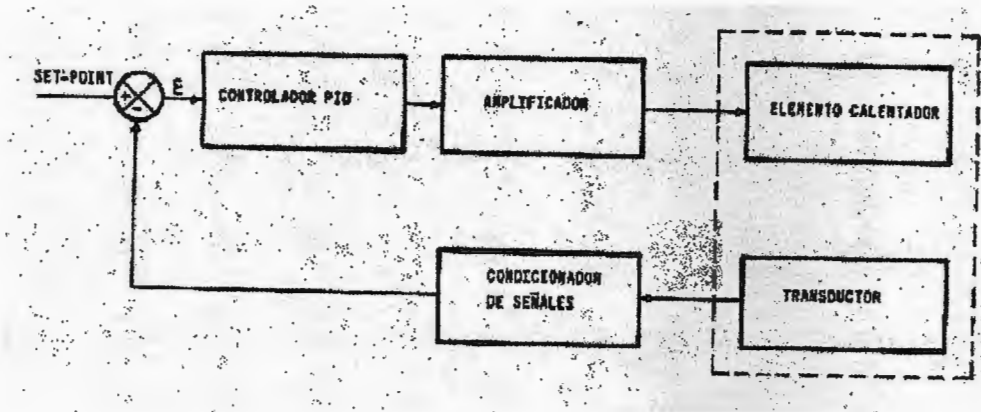 SET-POINT
+
-
E
CONTROLADOR PID
AMPLIFICADOR
ELEMENTO CALENTADOR
CONDICIONADOR
DE SEÑALES
TRANSDUCTOR